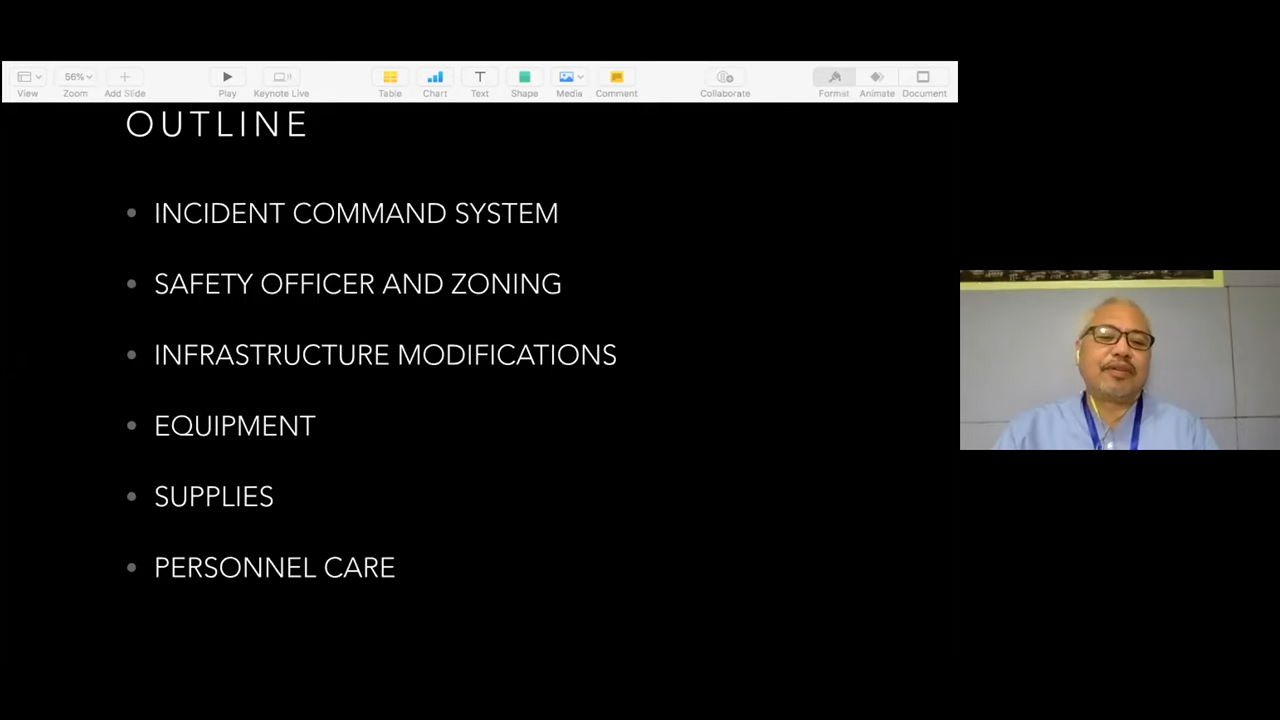 56%
View Zoom Add Slide Play Keynote Live Table Chart Text Shape Media Comment Collaborate Format Animate Document
OUTLINE
• INCIDENT COMMAND SYSTEM
• SAFETY OFFICER AND ZONING
• INFRASTRUCTURE MODIFICATIONS
• EQUIPMENT
• SUPPLIES
• PERSONNEL CARE